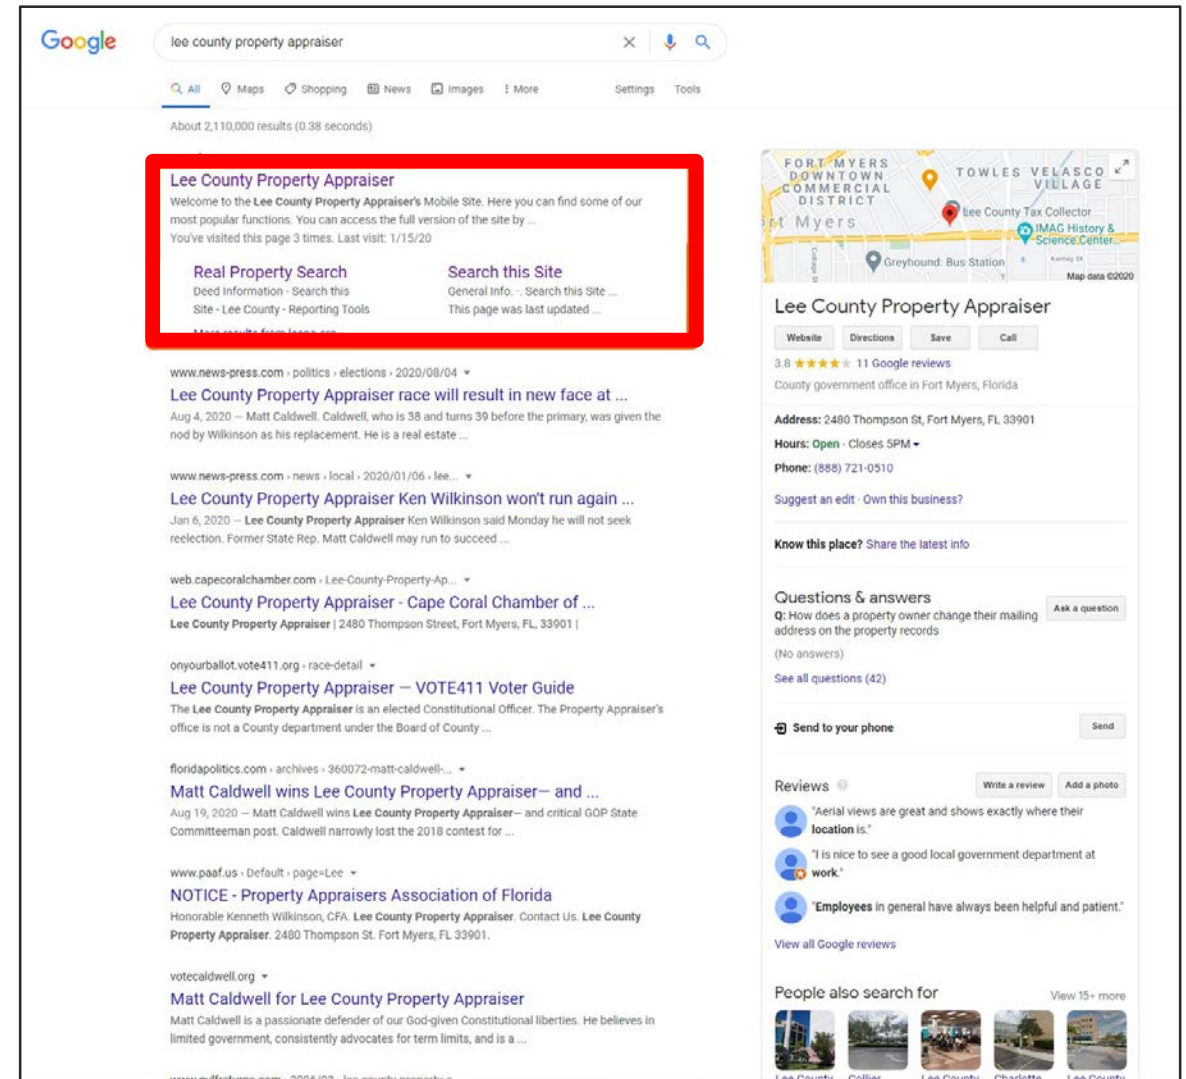 Google
lee county property appraiser
All Maps Shopping News Images More Settings Tools
About 2,110,000 results (0.38 seconds)
Lee County Property Appraiser
Welcome to the Lee County Property Appraiser's Mobile Site. Here you can find some of our
most popular functions. You can access the full version of the site by ...
You've visited this page 3 times. Last visit: 1/15/20
Real Property Search
Deed Information - Search this
Site - Lee County - Reporting Tools
Search this Site
General Info. -. Search this Site ...
This page was last updated ...
www.news-press.com › politics › elections › 2020/08/04
Lee County Property Appraiser race will result in new face at ...
Aug 4, 2020 — Matt Caldwell. Caldwell, who is 38 and turns 39 before the primary, was given the
nod by Wilkinson as his replacement. He is a real estate ...
www.news-press.com › news › local › 2020/01/06 › lee...
Lee County Property Appraiser Ken Wilkinson won't run again ...
Jan 6, 2020 — Lee County Property Appraiser Ken Wilkinson said Monday he will not seek
reelection. Former State Rep. Matt Caldwell may run to succeed ...
web.capecoralchamber.com › Lee-County-Property-Ap...
Lee County Property Appraiser - Cape Coral Chamber of ...
Lee County Property Appraiser | 2480 Thompson Street, Fort Myers, FL, 33901 |
onyourballot.vote411.org › race-detail
Lee County Property Appraiser — VOTE411 Voter Guide
The Lee County Property Appraiser is an elected Constitutional Officer. The Property Appraiser's
office is not a County department under the Board of County ...
floridapolitics.com › archives › 360072-matt-caldwell-...
Matt Caldwell wins Lee County Property Appraiser— and ...
Aug 19, 2020 — Matt Caldwell wins Lee County Property Appraiser— and critical GOP State
Committeeman post. Caldwell narrowly lost the 2018 contest for ...
www.paaf.us › Default › page=Lee
NOTICE - Property Appraisers Association of Florida
Honorable Kenneth Wilkinson, CFA. Lee County Property Appraiser. Contact Us. Lee County
Property Appraiser. 2480 Thompson St. Fort Myers, FL 33901.
votecaldwell.org
Matt Caldwell for Lee County Property Appraiser
Matt Caldwell is a passionate defender of our God-given Constitutional liberties. He believes in
limited government, consistently advocates for term limits, and is a ...
FORT MYERS
DOWNTOWN
COMMERCIAL
DISTRICT
TOWLES VELASCO
VILLAGE
Myers
Lee County Tax
Collector
IMAG History &
Science Center
Greyhound: Bus Station
Map data ©2020
Lee County Property Appraiser
Website Directions Save Call
3.8 11 Google reviews
County government office in Fort Myers, Florida
Address: 2480 Thompson St, Fort Myers, FL 33901
Hours: Open · Closes 5PM
Phone: (888) 721-0510
Suggest an edit · Own this business?
Know this place? Share the latest info
Questions & answers
Q: How does a property owner change their mailing
address on the property records
Ask a question
(No answers)
See all questions (42)
Send to your phone Send
Reviews Write a review Add a photo
"Aerial views are great and shows exactly where their
location is."
"I is nice to see a good local government department at
work."
"Employees in general have always been helpful and patient."
View all Google reviews
People also search for View 15+ more